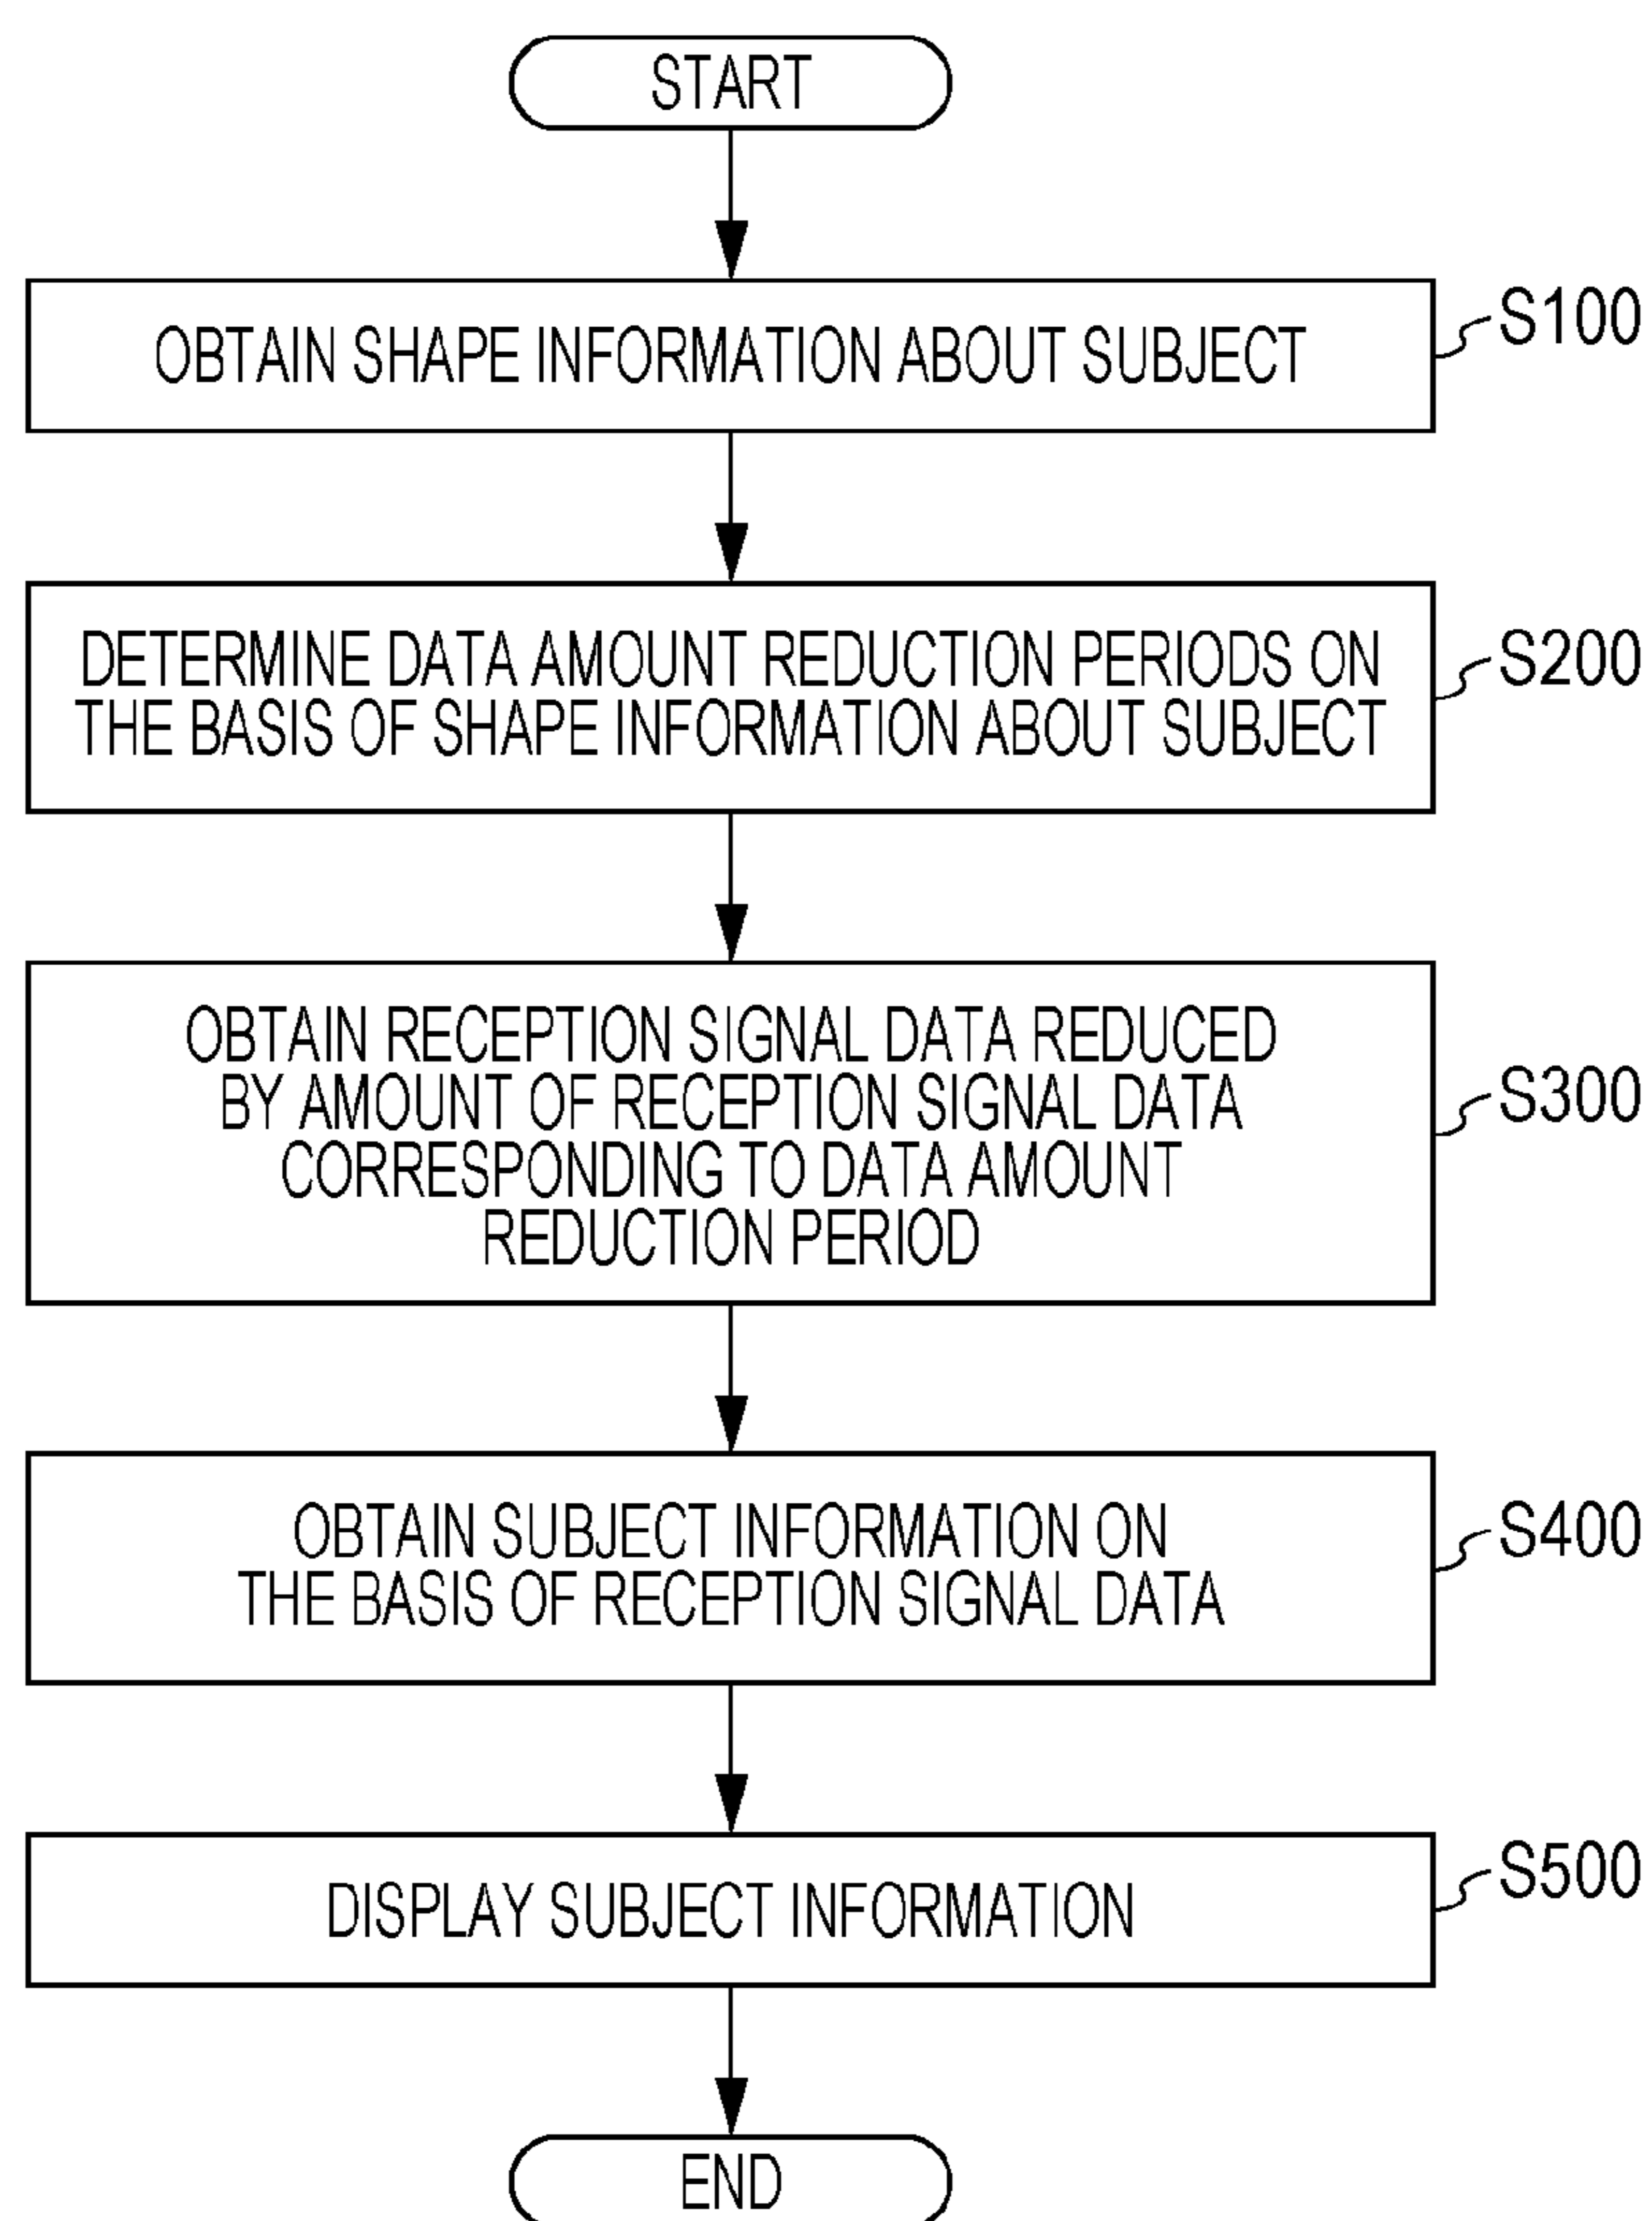 START
OBTAIN SHAPE INFORMATION ABOUT SUBJECT
S100
DETERMINE DATA AMOUNT REDUCTION PERIODS ON
THE BASIS OF SHAPE INFORMATION ABOUT SUBJECT
S200
OBTAIN RECEPTION SIGNAL DATA REDUCED
BY AMOUNT OF RECEPTION SIGNAL DATA
CORRESPONDING TO DATA AMOUNT
REDUCTION PERIOD
S300
OBTAIN SUBJECT INFORMATION ON
THE BASIS OF RECEPTION SIGNAL DATA
S400
DISPLAY SUBJECT INFORMATION
S500
END